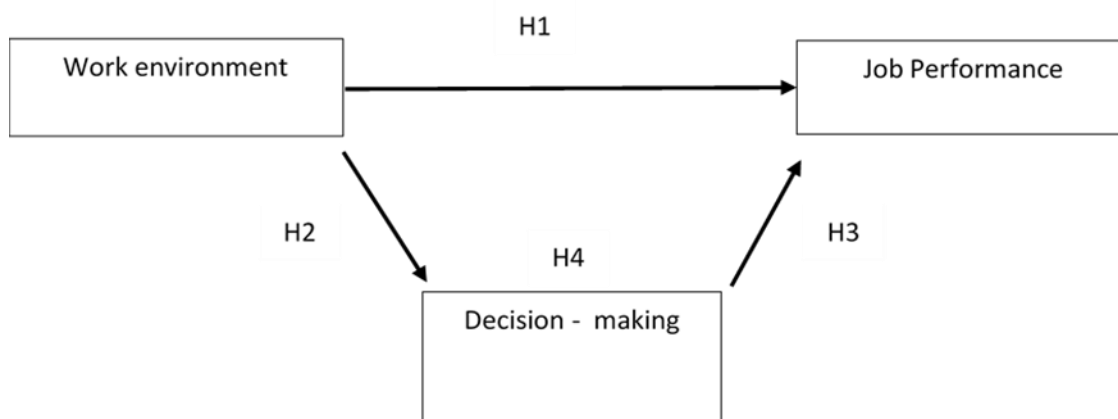 H1
Work environment
Job Performance
H2
H3
H4
Decision - making